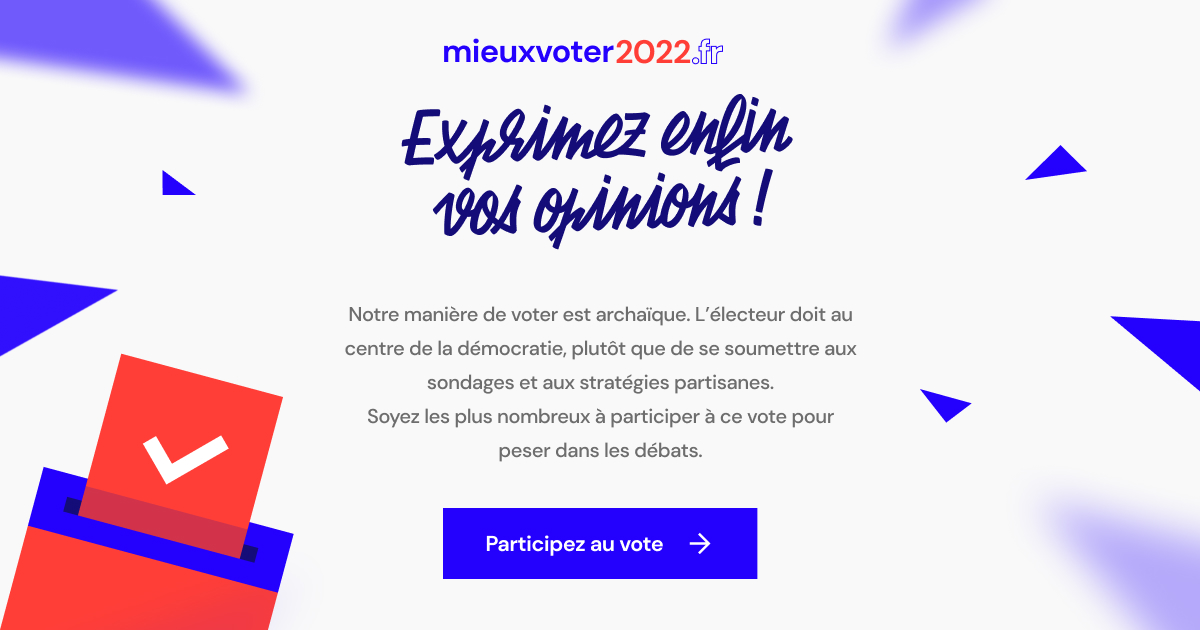 mieuxvoter2022.fr
Exprimez enfin
vos opinions !
Notre manière de voter est archaïque. L’électeur doit au
centre de la démocratie, plutôt que de se soumettre aux
sondages et aux stratégies partisanes.
Soyez les plus nombreux à participer à ce vote pour
peser dans les débats.
Participez au vote